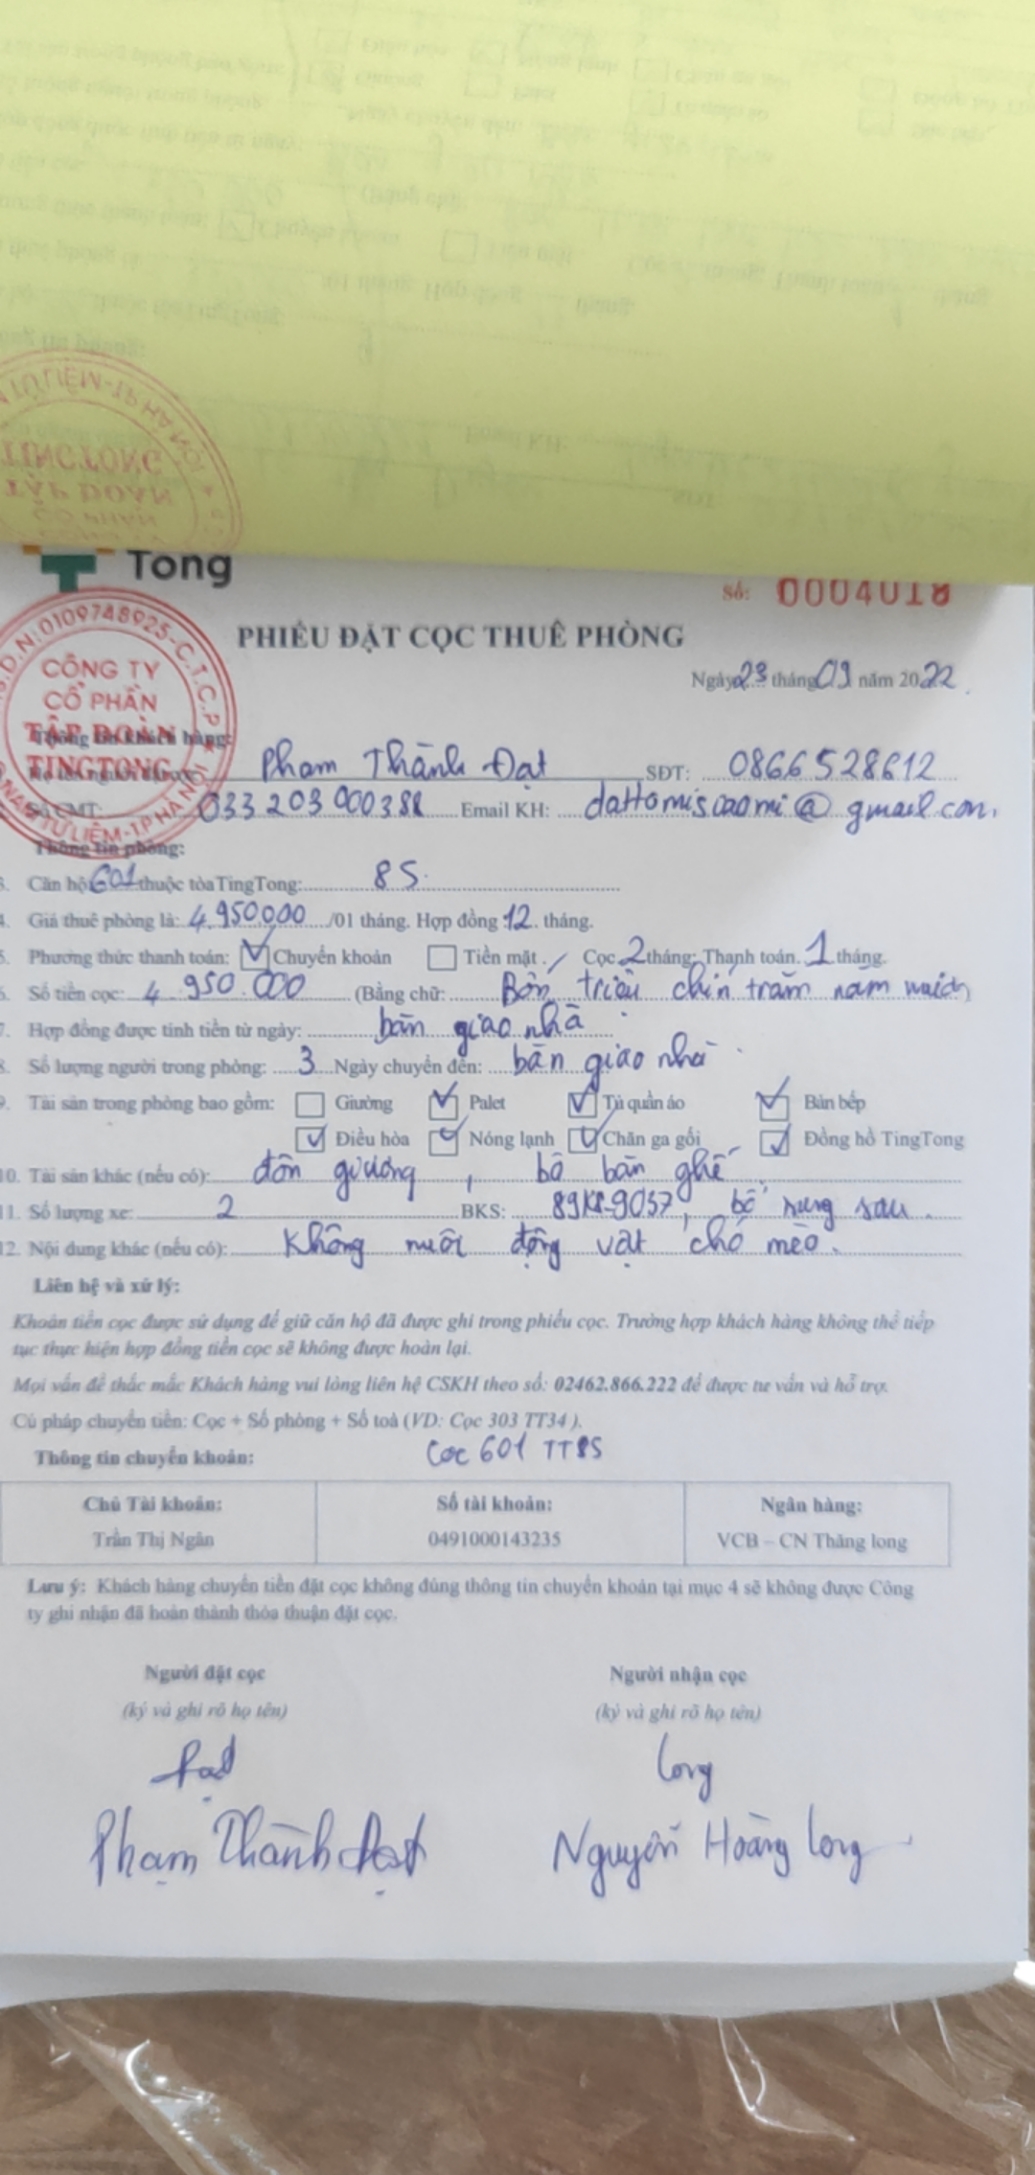 Tong
Số: 0004018
PHIẾU ĐẶT CỌC THUÊ PHÒNG
Ngày 23 tháng 09 năm 2022
CÔNG TY
CỔ PHẦN
TẬP ĐOÀN
TINGTONG
Phạm Thành Đạt SĐT: 0866528612
033203000388 Email KH: dattomiscaomi@gmail.com
Thông tin phòng:
3. Căn hộ: 601 thuộc tòa TingTong: 85
4. Giá thuê phòng là: 4.950.000 /01 tháng. Hợp đồng 12 tháng.
5. Phương thức thanh toán: Chuyển khoản Tiền mặt / Cọc 2 tháng; Thanh toán 1 tháng.
6. Số tiền cọc: 4.950.000 (Bằng chữ: Bốn triệu chín trăm năm mươi)
7. Hợp đồng được tính tiền từ ngày: bàn giao nhà
8. Số lượng người trong phòng: 3 Ngày chuyển đến: bàn giao nhà
9. Tài sản trong phòng bao gồm: Giường Palet Tủ quần áo Bàn bếp
Điều hòa Nóng lạnh Chăn ga gối Đồng hồ TingTong
10. Tài sản khác (nếu có): đôn gương, bộ bàn ghế
11. Số lượng xe: 2 BKS: 9057, bổ sung sau.
12. Nội dung khác (nếu có): Không nuôi động vật chó mèo.
Liên hệ và xử lý:
Khoản tiền cọc được sử dụng để giữ căn hộ đã được ghi trong phiếu cọc. Trường hợp khách hàng không thể tiếp
tục thực hiện hợp đồng tiền cọc sẽ không được hoàn lại.
Mọi vấn đề thắc mắc Khách hàng vui lòng liên hệ CSKH theo số: 02462.866.222 để được tư vấn và hỗ trợ.
Cú pháp chuyển tiền: Cọc + Số phòng + Số toà (VD: Cọc 303 TT34 ).
Thông tin chuyển khoản: Cọc 601 TT85
Chủ Tài khoản: Số tài khoản: Ngân hàng:
Trần Thị Ngân 0491000143235 VCB – CN Thăng long
Lưu ý: Khách hàng chuyển tiền đặt cọc không đúng thông tin chuyển khoản tại mục 4 sẽ không được Công
ty ghi nhận đã hoàn thành thỏa thuận đặt cọc.
Người đặt cọc Người nhận cọc
(ký và ghi rõ họ tên) (ký và ghi rõ họ tên)
Đạt Long
Phạm Thành Đạt Nguyễn Hoàng Long